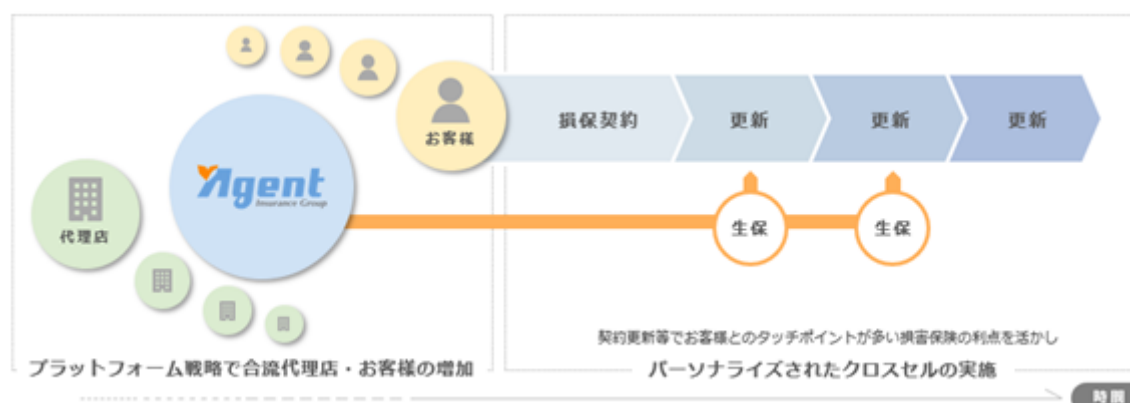 お客様
損保契約
更新
更新
更新
Agent
Insurance Group
代理店
生保
生保
契約更新等でお客様とのタッチポイントが多い損害保険の利点を活かし
プラットフォーム戦略で合流代理店・お客様の増加
パーソナライズされたクロスセルの実施
時間